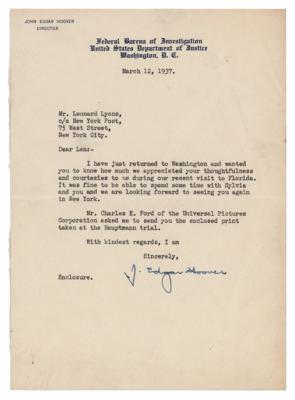 JOHN EDGAR HOOVER
DIRECTOR
Federal Bureau of Investigation
United States Department of Justice
Washington, D. C.
March 12, 1937.
Mr. Leonard Lyons,
c/o New York Post,
75 West Street,
New York City.
Dear Len:
I have just returned to Washington and wanted
you to know how much we appreciated your thoughtfulness
and courtesies to us during our recent visit to Florida.
It was fine to be able to spend some time with Sylvia
and you and we are looking forward to seeing you again
in New York.
Mr. Charles E. Ford of the Universal Pictures
Corporation asked me to send you the enclosed print
taken at the Hauptmann trial.
With kindest regards, I am
Sincerely,
J. Edgar Hoover
Enclosure.